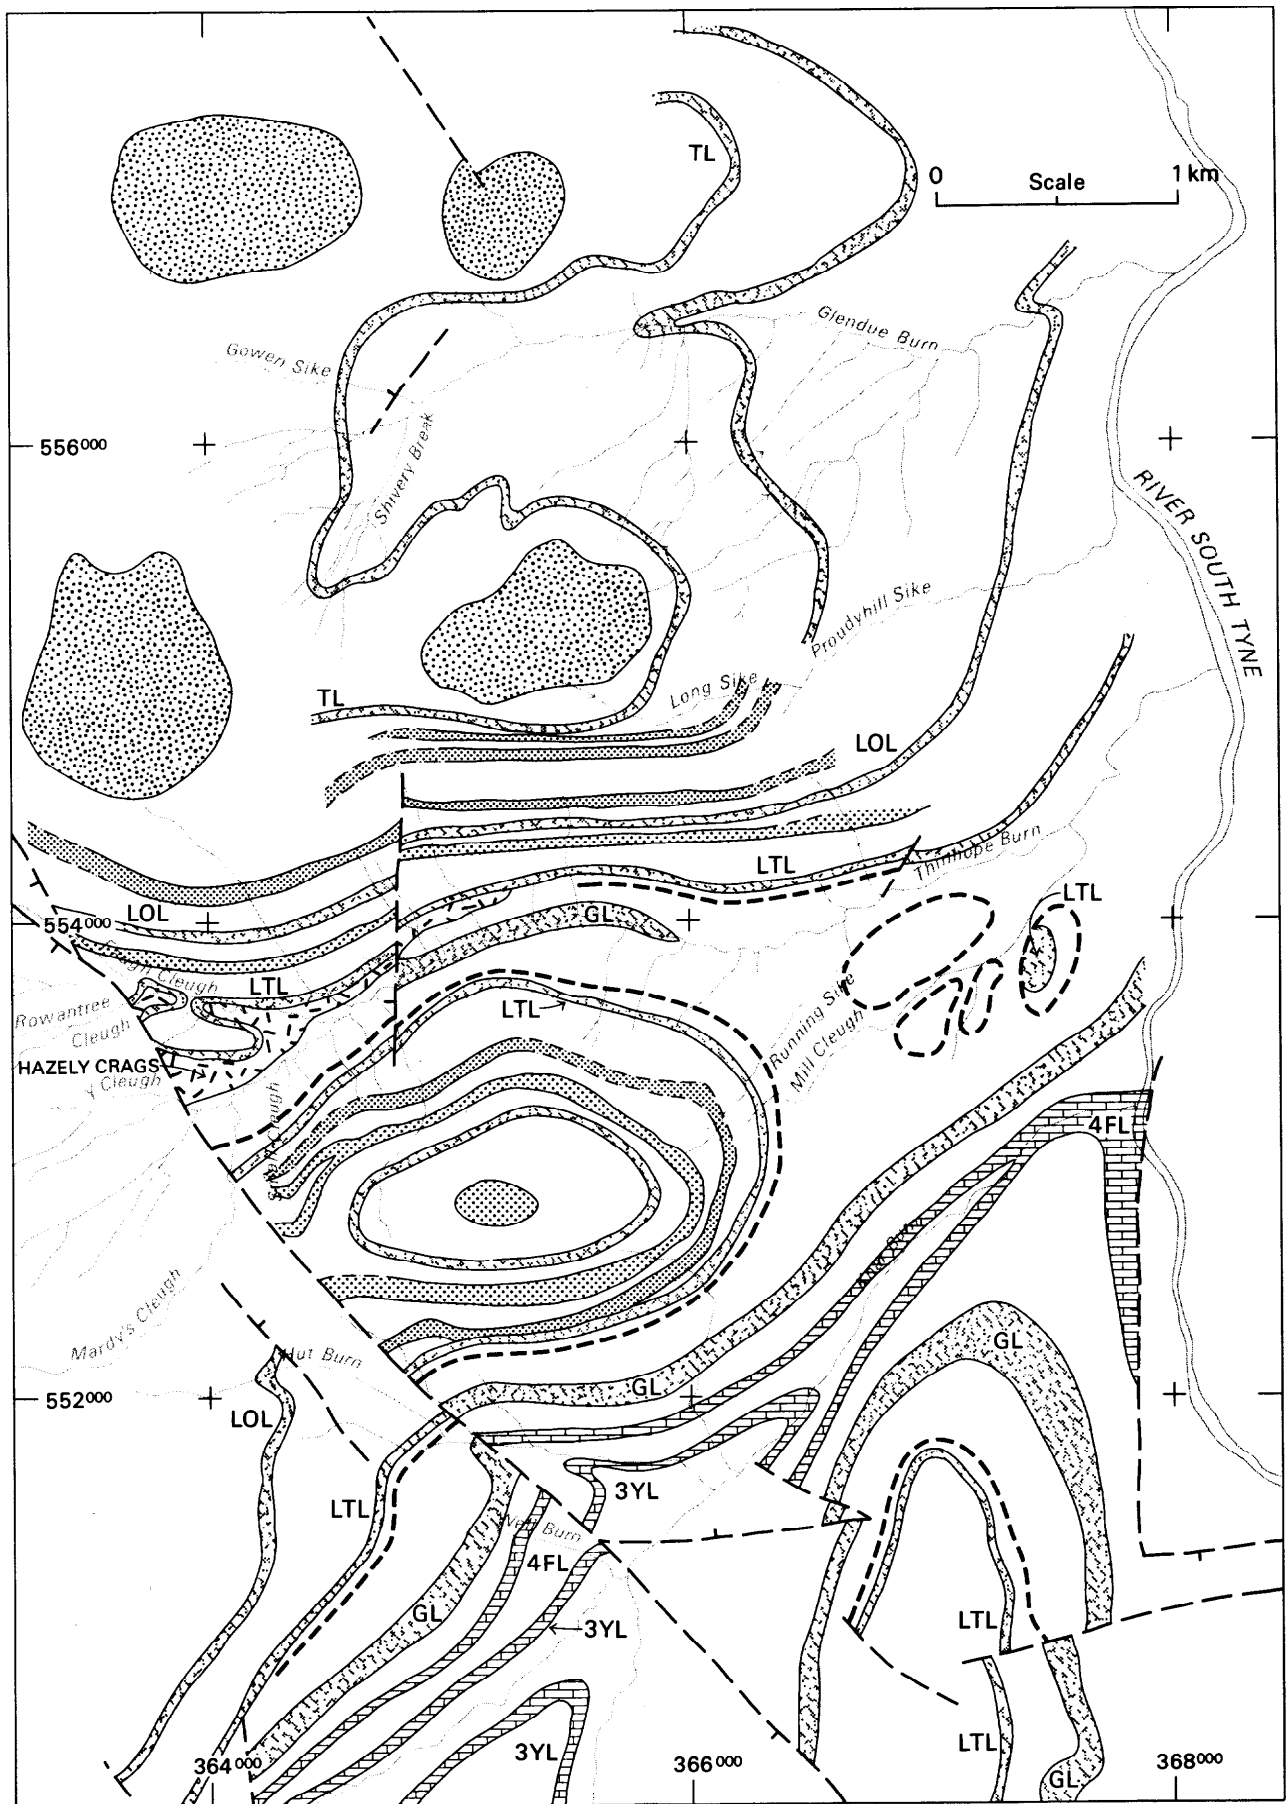 TL
0
Scale
1 km
Glendue Burn
Gowen Sike
556000
Shivery Break
RIVER SOUTH TYNE
Proudyhill Sike
Long Sike
TL
LOL
LTL
Thinhope Burn
LTL
GL
554000
LOL
Cleugh
LTL
LTL
Rowantree
Cleugh
Running Sike
Mill Cleugh
HAZELY CRAGS
y Cleugh
Cleugh
4FL
Mardy's Cleugh
Hut Burn
GL
GL
552000
LOL
3YL
LTL
Burn
4FL
GL
3YL
LTL
3YL
LTL
GL
364000
366000
368000